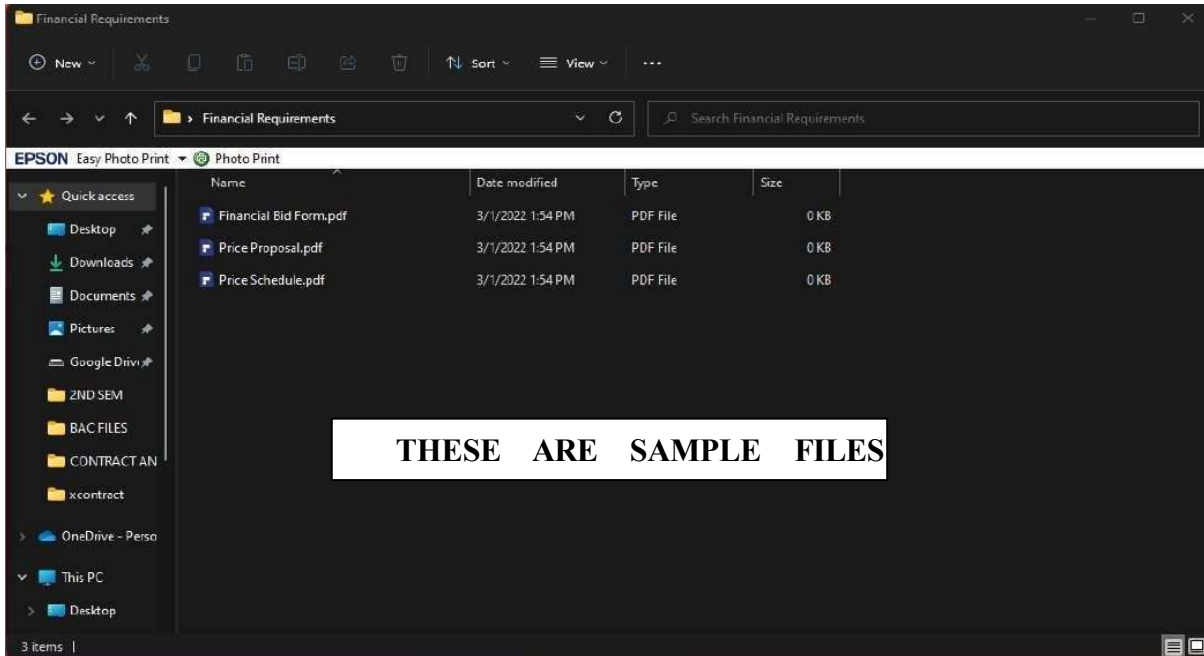 Financial Requirements
New Sort View ...
Financial Requirements Search Financial Requirements
EPSON Easy Photo Print Photo Print
Name Date modified Type Size
Quick access
Financial Bid Form.pdf 3/1/2022 1:54 PM PDF File 0 KB
Desktop
Price Proposal.pdf 3/1/2022 1:54 PM PDF File 0 KB
Downloads
Price Schedule.pdf 3/1/2022 1:54 PM PDF File 0 KB
Documents
Pictures
Google Driv
2ND SEM
BAC FILES
THESE ARE SAMPLE FILES
CONTRACT AN
xcontract
OneDrive - Perso
This PC
Desktop
3 items